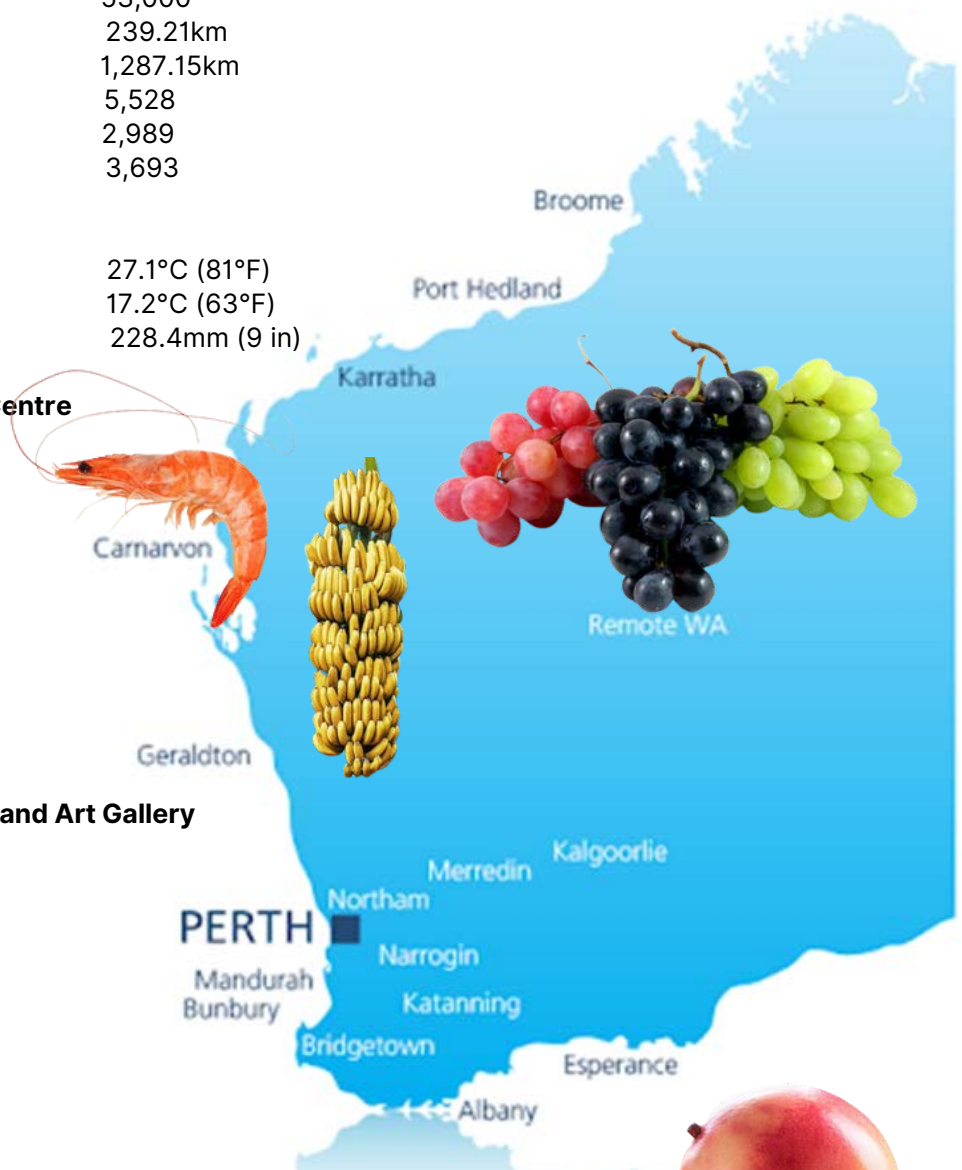 239.21km
1,287.15km
5,528
2,989
3,693
Broome
27.1°C (81°F)
Port Hedland
17.2°C (63°F)
228.4mm (9 in)
Karratha
entre
Carnarvon
Remote WA
Geraldton
and Art Gallery
Kalgoorlie
Merredin
Northam
PERTH
Narrogin
Mandurah
Katanning
Bunbury
Bridgetown
Esperance
Albany